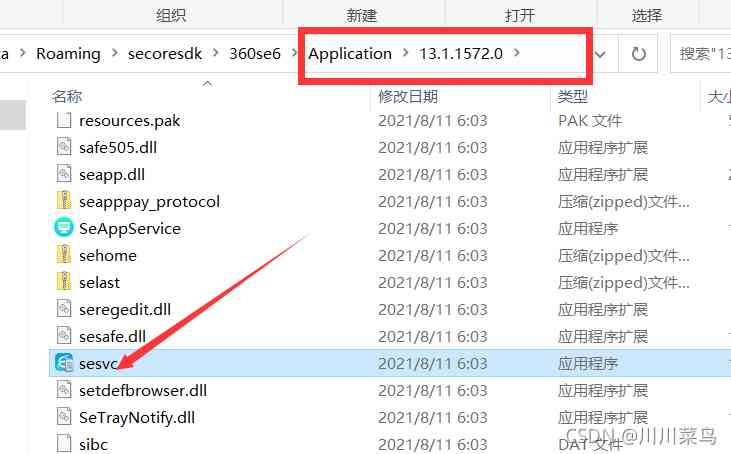 组织 新建 打开 选择
ta Roaming secoresdk 360se6 Application 13.1.1572.0 搜索"13
名称 修改日期 类型 大小
resources.pak 2021/8/11 6:03 PAK 文件
safe505.dll 2021/8/11 6:03 应用程序扩展
seapp.dll 2021/8/11 6:03 应用程序扩展
seapppay_protocol 2021/8/11 6:03 压缩(zipped)文件...
SeAppService 2021/8/11 6:03 应用程序
sehome 2021/8/11 6:03 压缩(zipped)文件...
selast 2021/8/11 6:03 压缩(zipped)文件...
seregedit.dll 2021/8/11 6:03 应用程序扩展
sesafe.dll 2021/8/11 6:03 应用程序扩展
sesvc 2021/8/11 6:03 应用程序
setdefbrowser.dll 2021/8/11 6:03 应用程序扩展
SeTrayNotify.dll 2021/8/11 6:03 应用程序扩展
sibc 2021/8/11 6:03 DAT 文件
CSDN @川川菜鸟